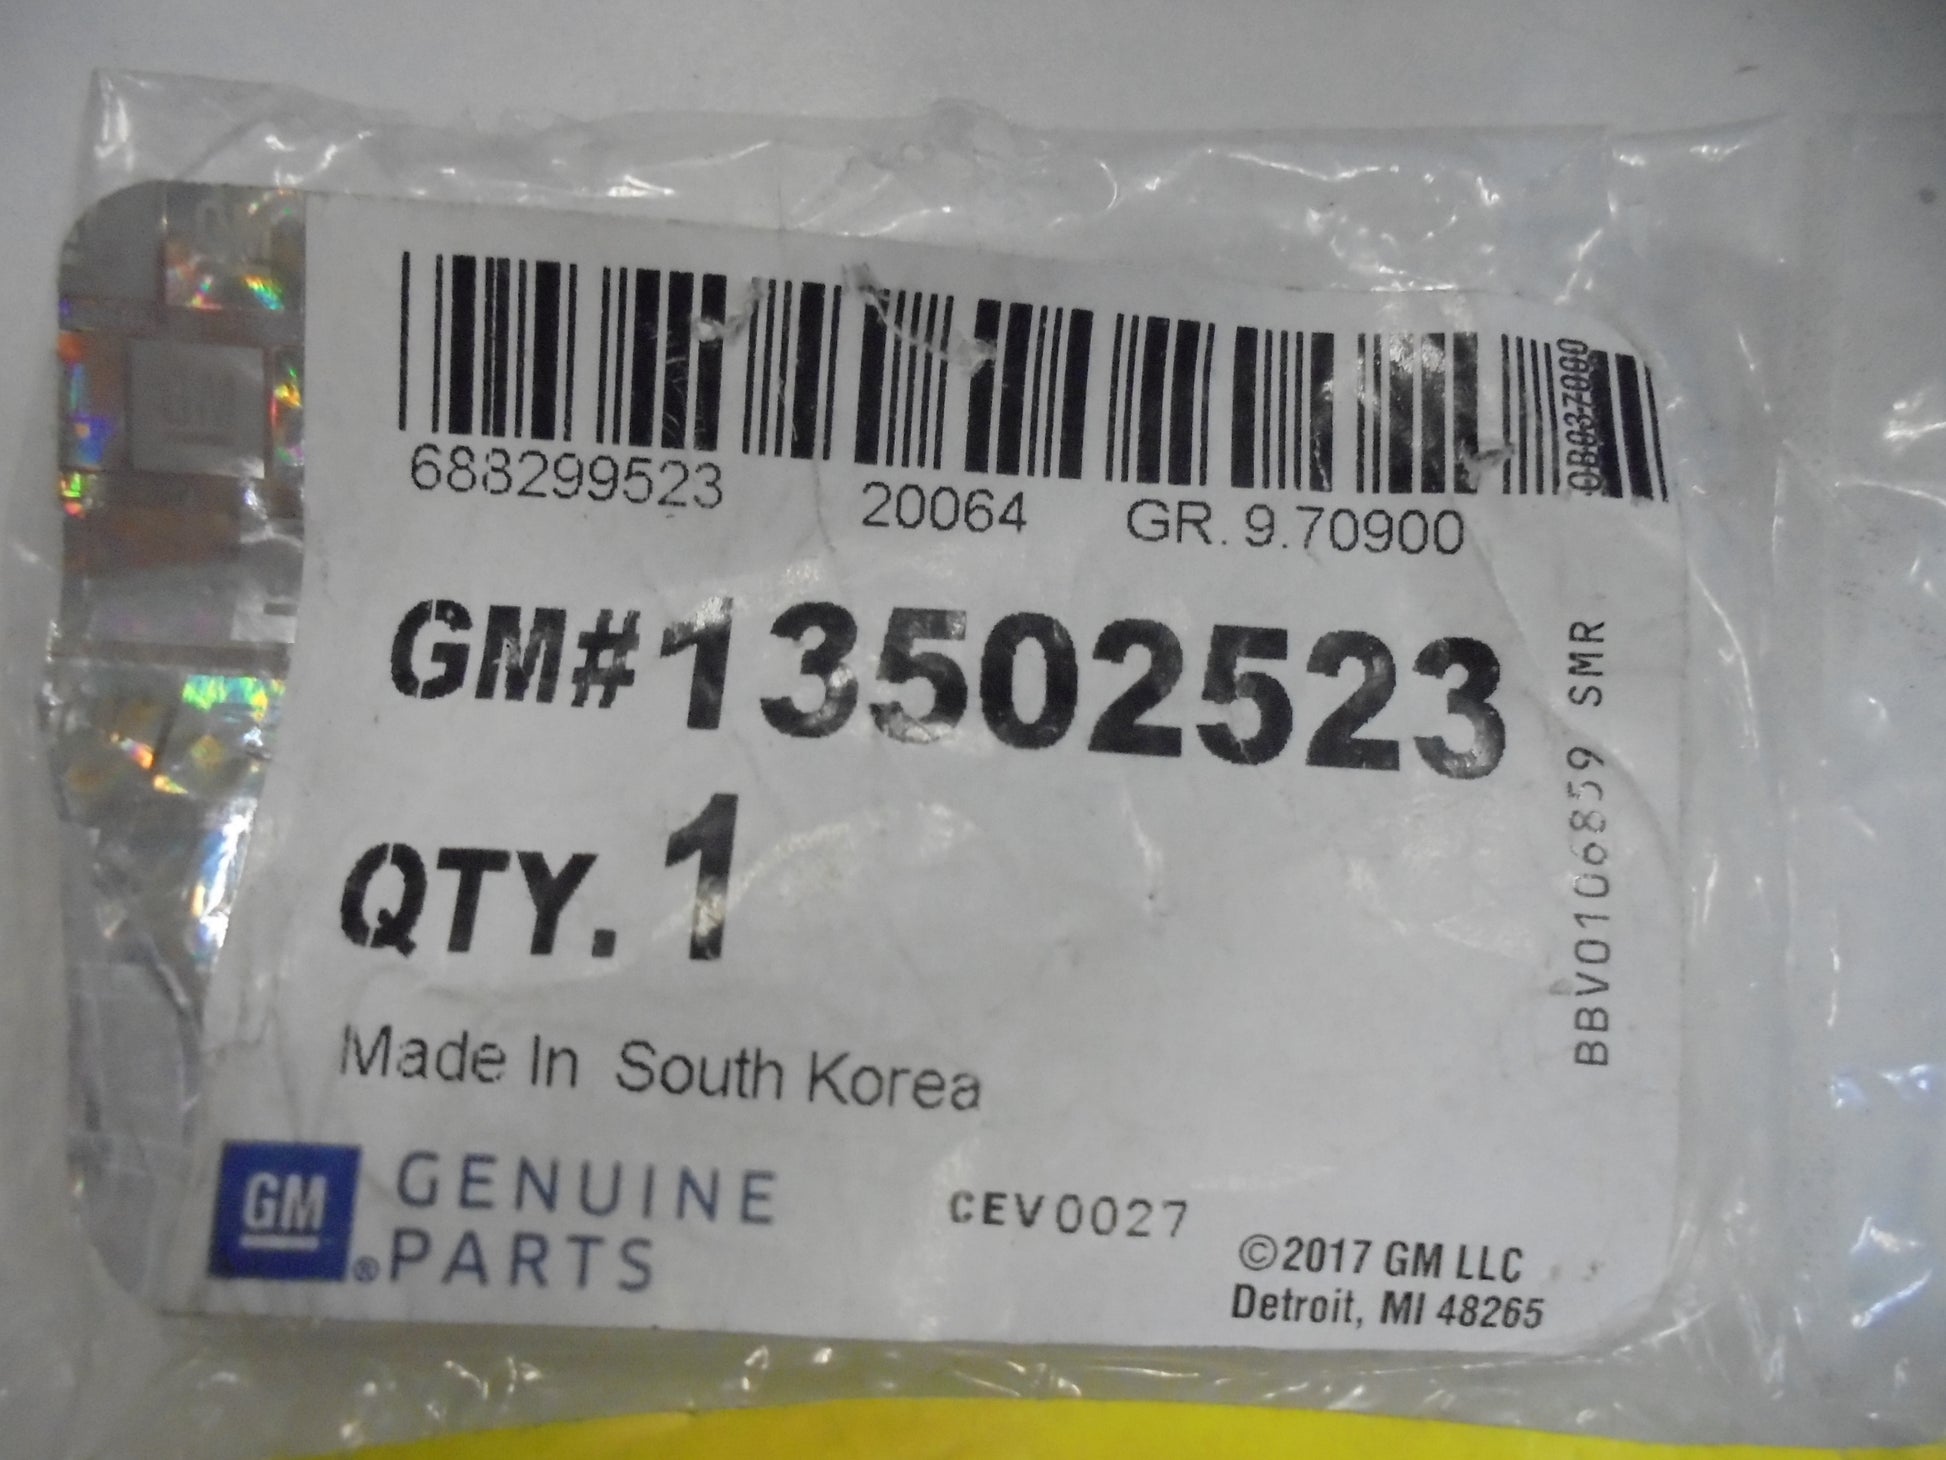 688299523 20064 GR. 9.70900
0B037000
GM#13502523
QTY. 1
Made In South Korea
BBV0106859 SMR
GM GENUINE
®PARTS
CEV0027
©2017 GM LLC
Detroit, MI 48265